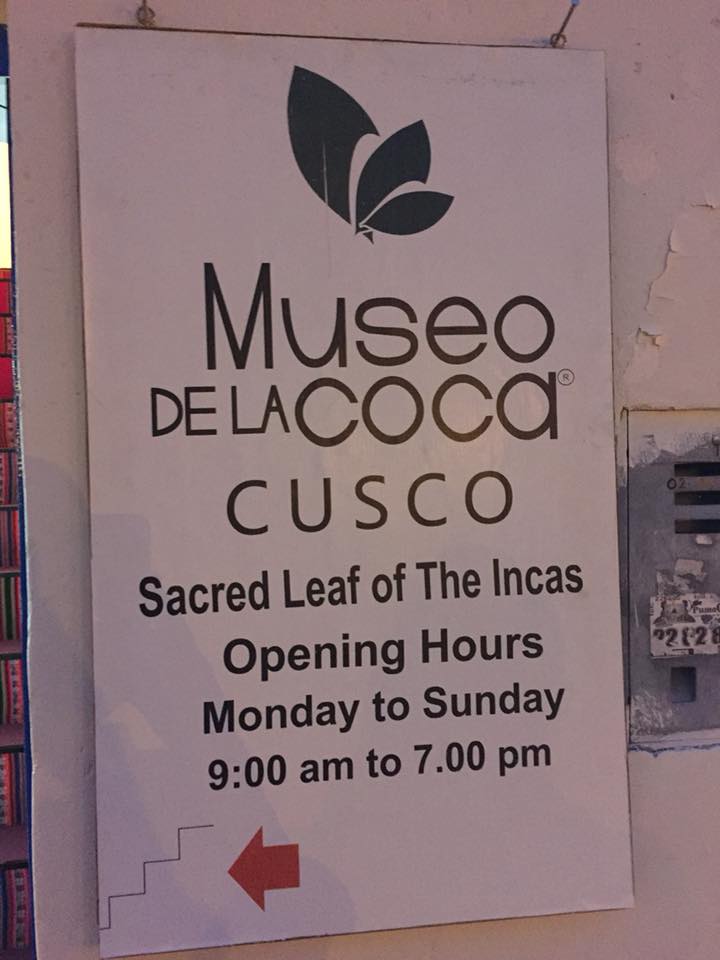 Museo
DE LA COCA®
CUSCO
Sacred Leaf of The Incas
Opening Hours
Monday to Sunday
9:00 am to 7.00 pm